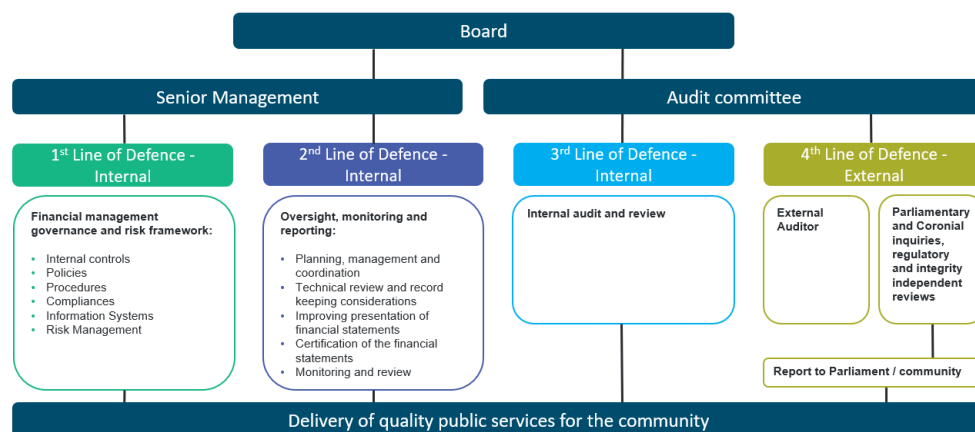 Board
Senior Management
Audit committee
1st Line of Defence -
Internal
2nd Line of Defence -
Internal
3rd Line of Defence -
Internal
4th Line of Defence -
External
Financial management
governance and risk framework:
• Internal controls
• Policies
• Procedures
• Compliances
• Information Systems
• Risk Management
Oversight, monitoring and
reporting:
• Planning, management and
coordination
• Technical review and record
keeping considerations
• Improving presentation of
financial statements
• Certification of the financial
statements
• Monitoring and review
Internal audit and review
External
Auditor
Parliamentary
and Coronial
inquiries,
regulatory
and integrity
independent
reviews
Report to Parliament / community
Delivery of quality public services for the community